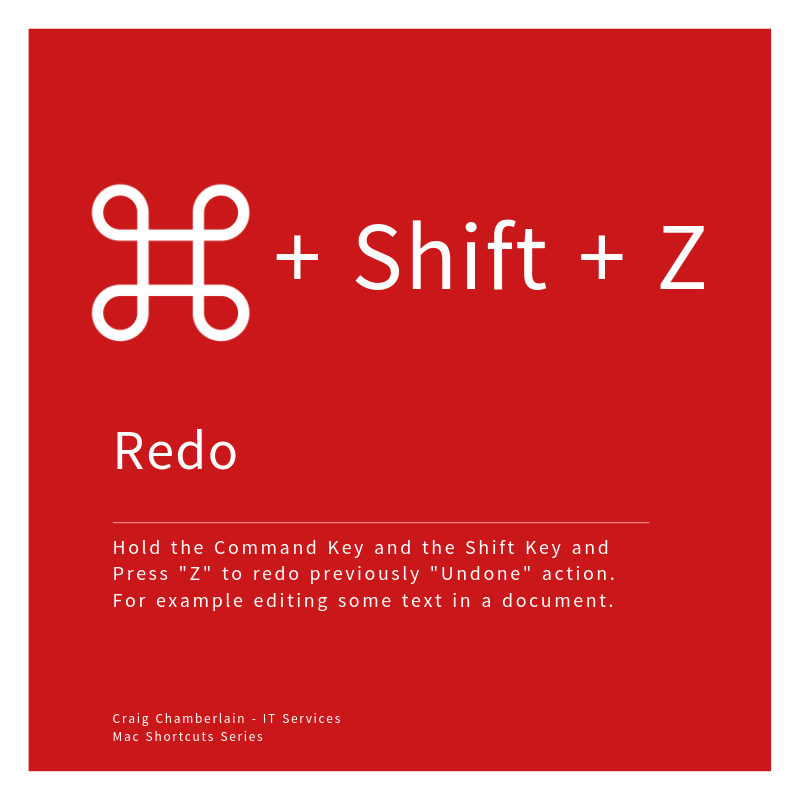 ⌘ + Shift + Z
Redo
Hold the Command Key and the Shift Key and
Press "Z" to redo previously "Undone" action.
For example editing some text in a document.
Craig Chamberlain - IT Services
Mac Shortcuts Series